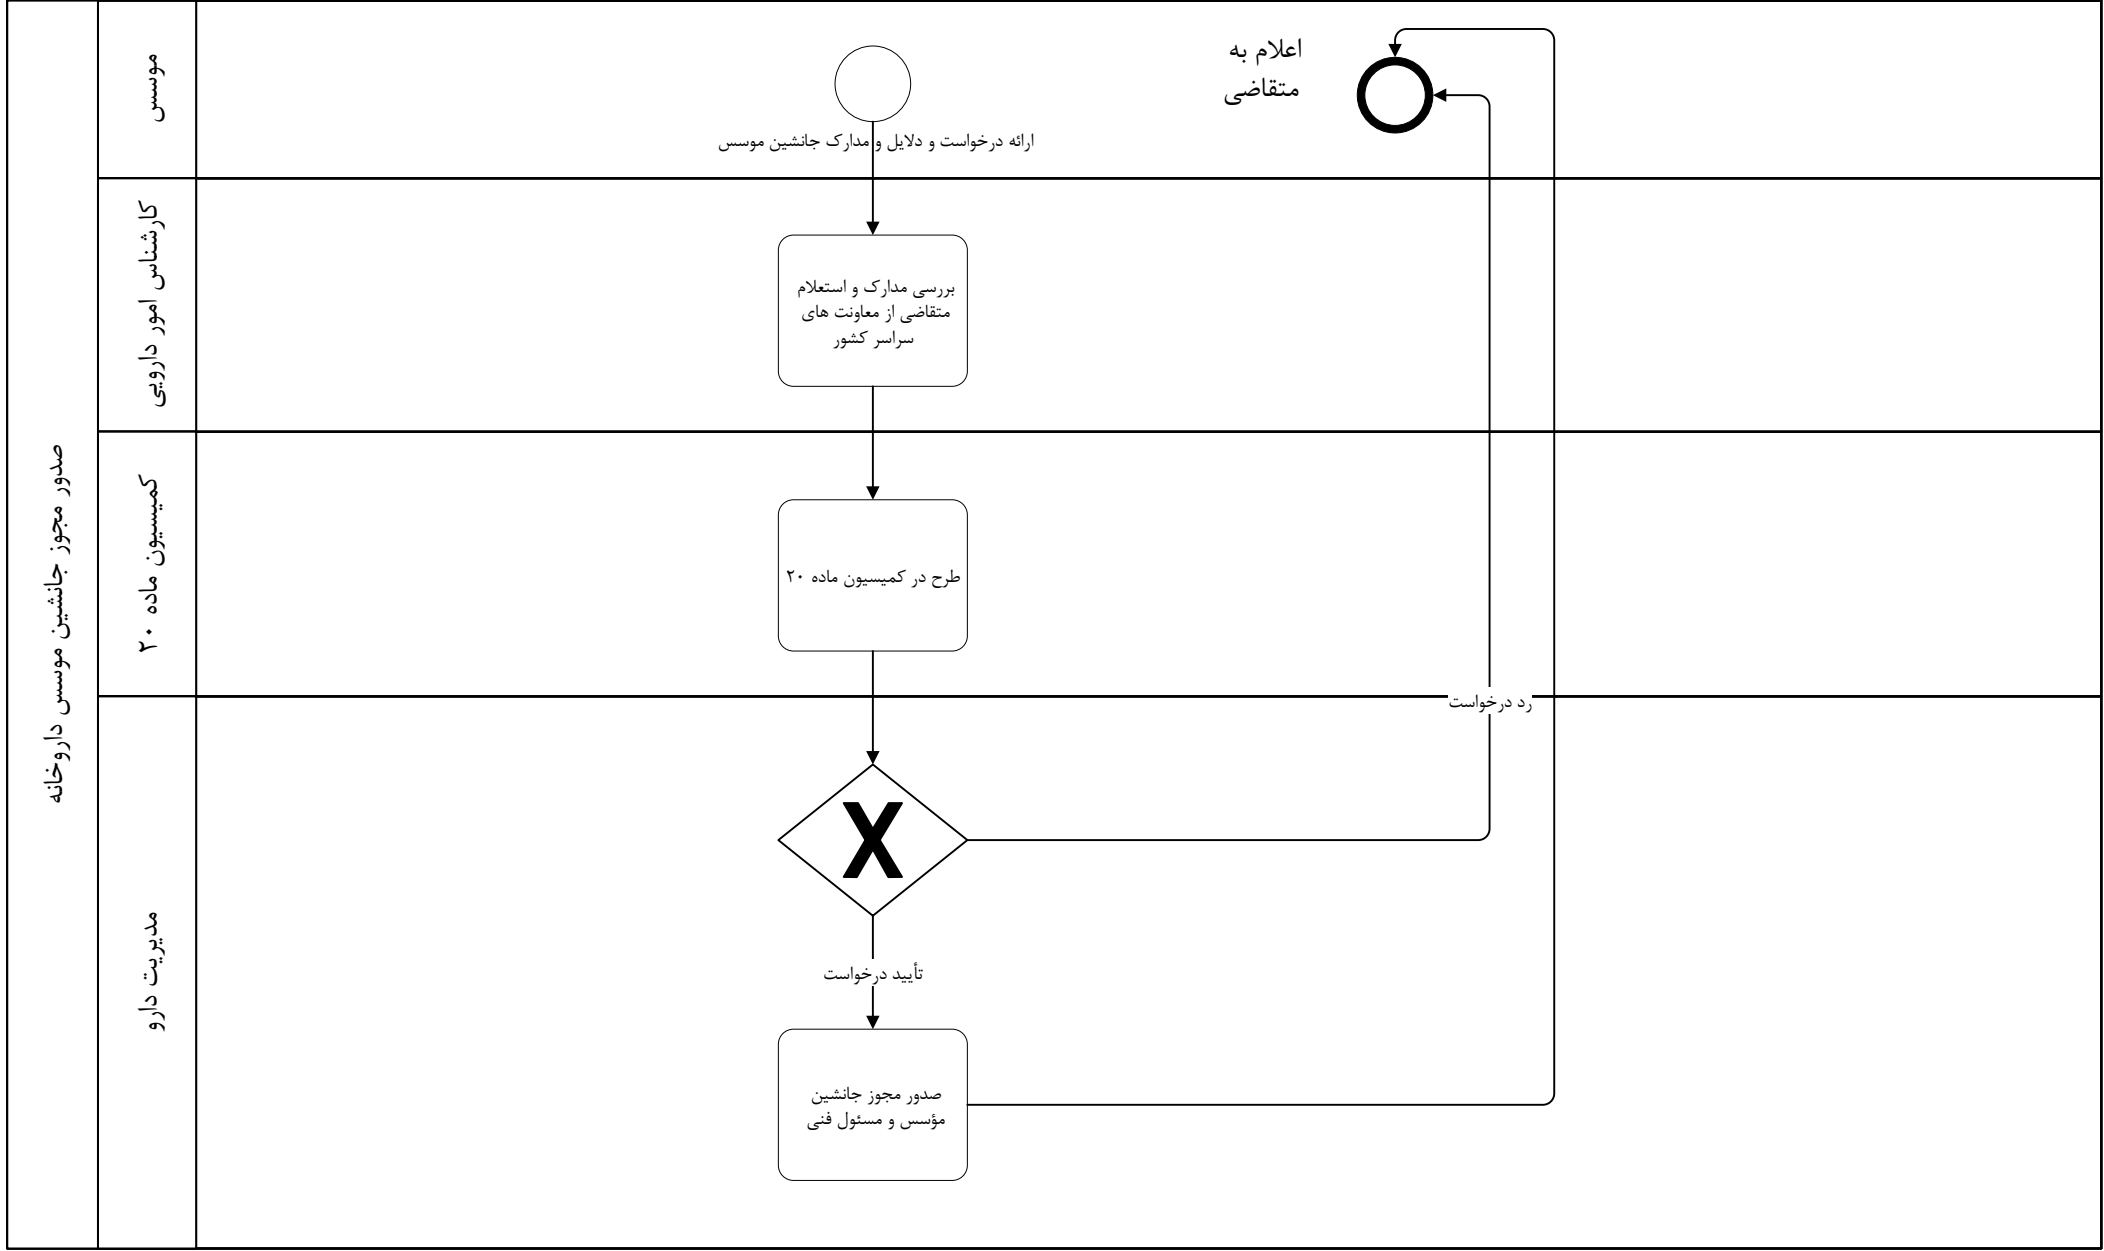 صدور مجوز جانشین موسس داروخانه
موسس
ارائه درخواست و دلایل و مدارک جانشین موسس
اعلام به
متقاضی
کارشناس امور دارویی
بررسی مدارک و استعلام
متقاضی از معاونت های
سراسر کشور
کمیسیون ماده ۲۰
طرح در کمیسیون ماده ۲۰
رد درخواست
مدیریت دارو
X
تأیید درخواست
صدور مجوز جانشین
مؤسس و مسئول فنی